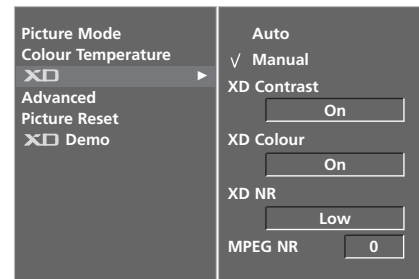 Picture Mode
Colour Temperature
XD ►
Advanced
Picture Reset
XD Demo
Auto
√ Manual
XD Contrast
On
XD Colour
On
XD NR
Low
MPEG NR 0